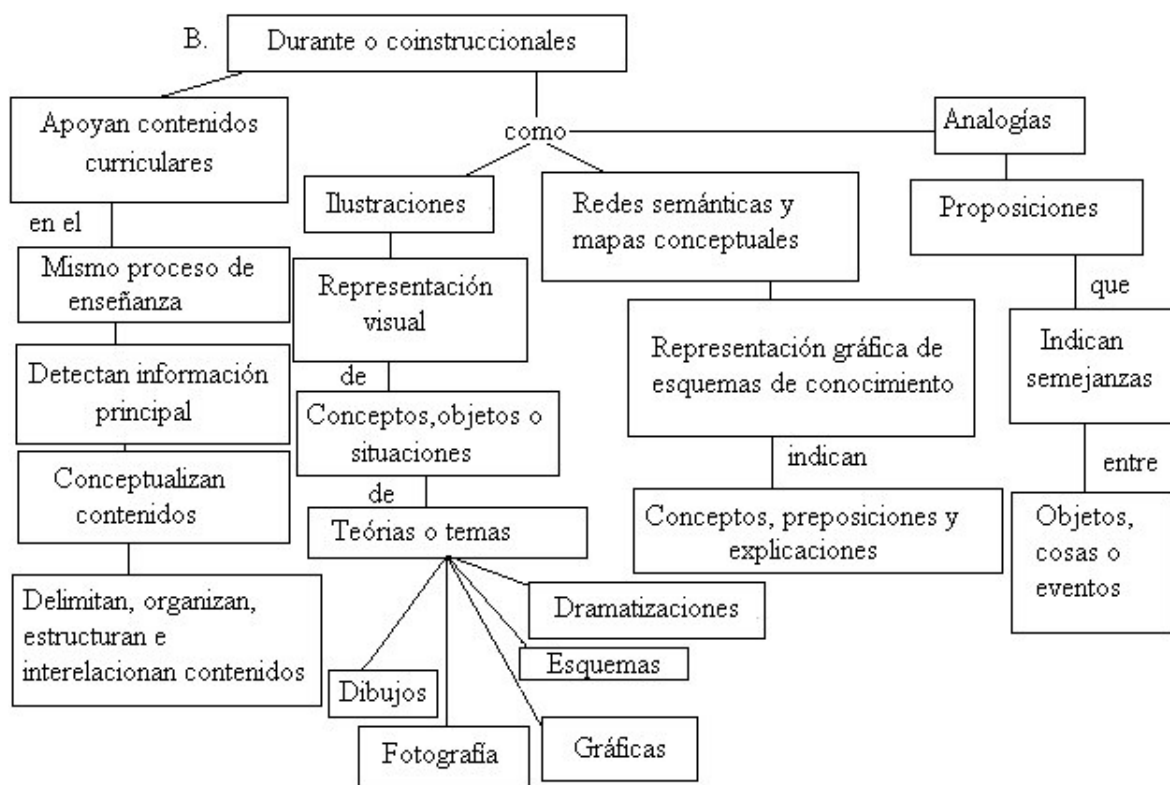 B.
Durante o coinstruccionales
Apoyan contenidos
curriculares
como
Analogías
en el
Ilustraciones
Redes semánticas y
mapas conceptuales
Proposiciones
Mismo proceso de
enseñanza
Representación
visual
que
Detectan información
principal
de
Representación gráfica de
esquemas de conocimiento
Indican
semejanzas
Conceptos,objetos o
situaciones
indican
entre
Conceptualizan
contenidos
de
Teórias o temas
Conceptos, preposiciones y
explicaciones
Objetos,
cosas o
eventos
Delimitan, organizan,
estructuran e
interelacionan contenidos
Dramatizaciones
Esquemas
Dibujos
Fotografía
Gráficas